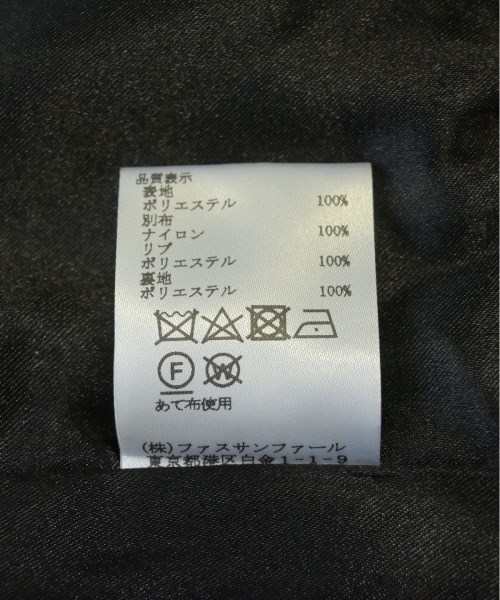 品質表示
表地
ポリエステル 100%
別布
ナイロン 100%
リブ
ポリエステル 100%
裏地
ポリエステル 100%
F W
あて布使用
(株)ファスサンファール
東京都港区白金1-1-9